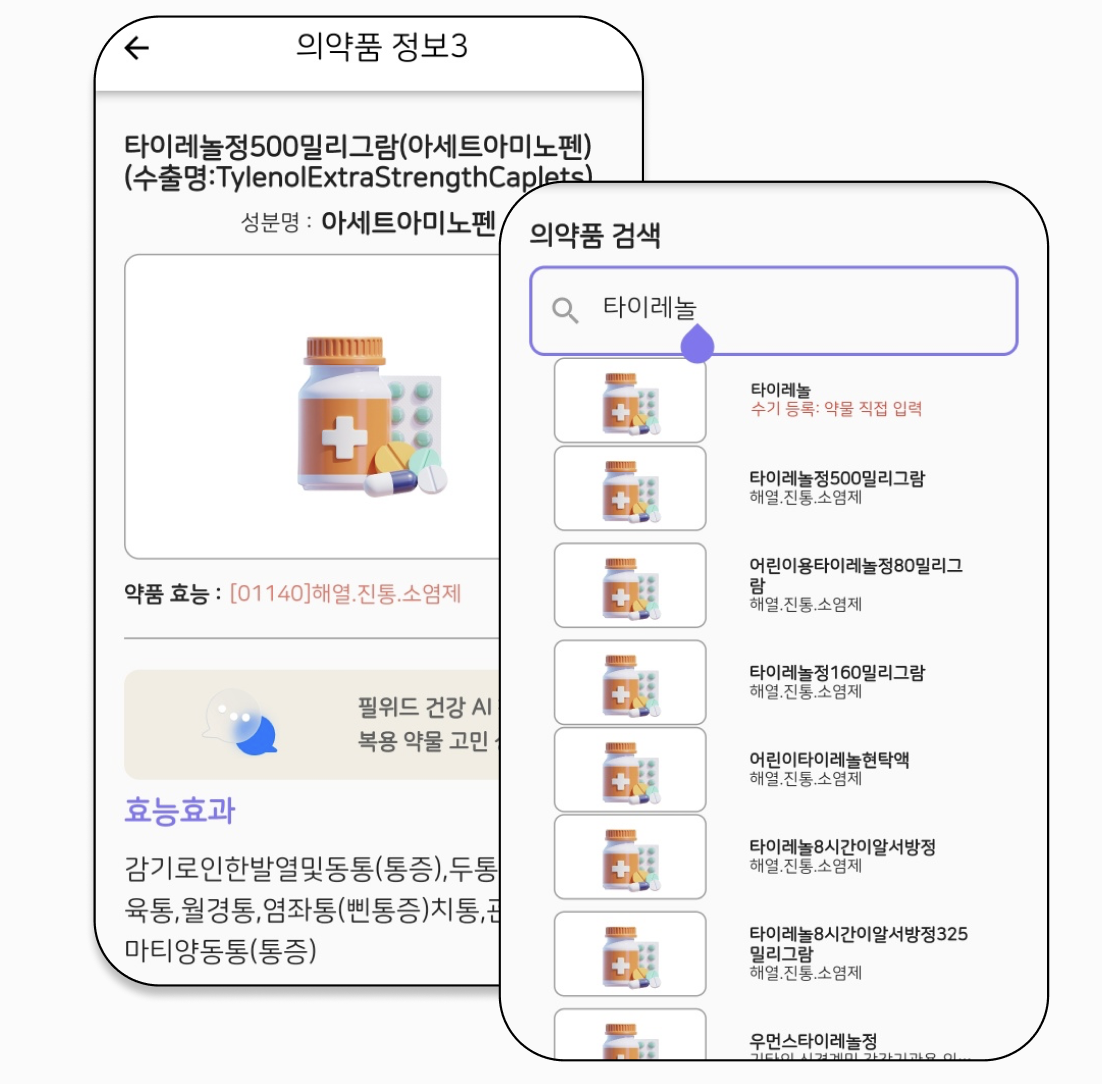 의약품 정보3
타이레놀정500밀리그람(아세트아미노펜)
(수출명:TylenolExtraStrengthCaplets)
성분명 : 아세트아미노펜
약품 효능 : [01140]해열.진통.소염제
필위드 건강 AI
복용 약물 고민
효능효과
감기로인한발열및동통(통증),두통
육통,월경통,염좌통(삔통증)치통,관
마티양동통(통증)
의약품 검색
타이레놀
타이레놀
수기 등록: 약물 직접 입력
타이레놀정500밀리그람
해열.진통.소염제
어린이용타이레놀정80밀리그
람
해열.진통.소염제
타이레놀정160밀리그람
해열.진통.소염제
어린이타이레놀현탁액
해열.진통.소염제
타이레놀8시간이알서방정
해열.진통.소염제
타이레놀8시간이알서방정325
밀리그람
해열.진통.소염제
우먼스타이레놀정